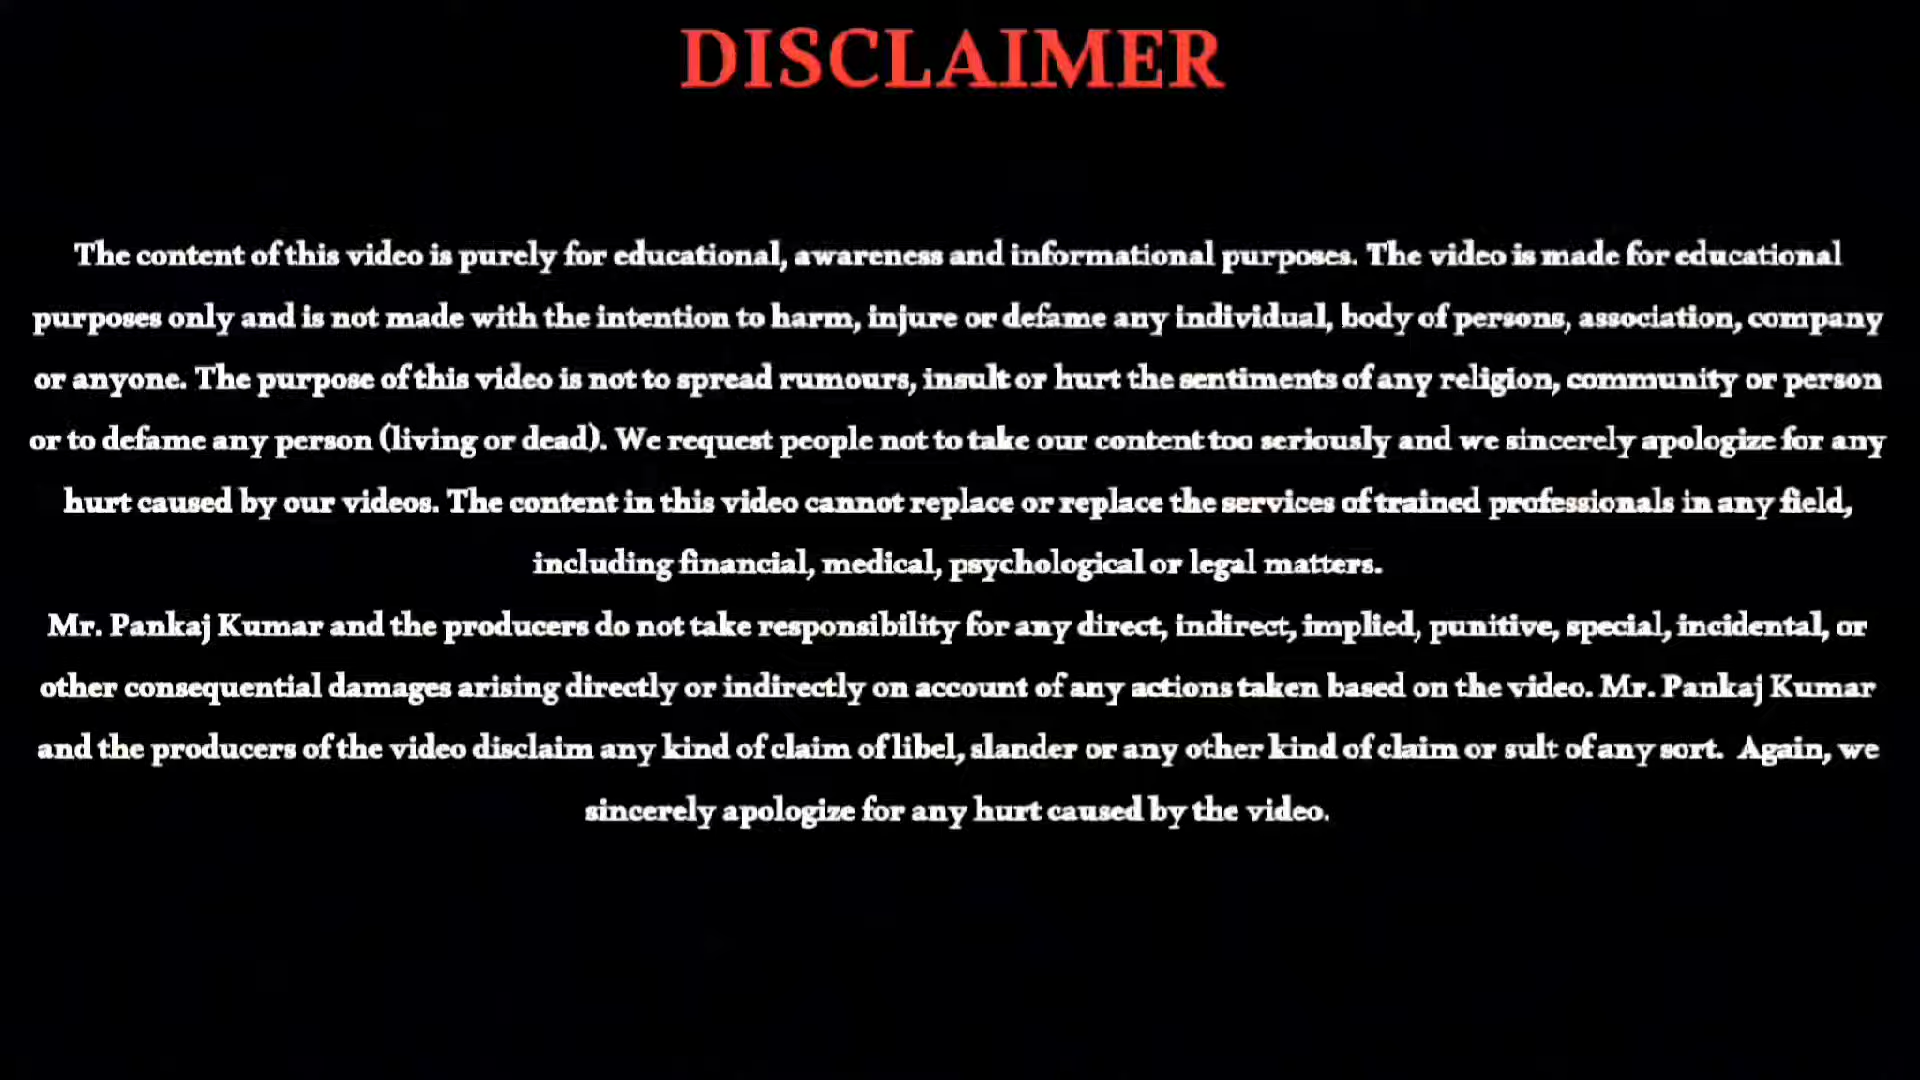 DISCLAIMER
The content of this video is purely for educational, awareness and informational purposes. The video is made for educational
purposes only and is not made with the intention to harm, injure or defame any individual, body of persons, association, company
or anyone. The purpose of this video is not to spread rumours, insult or hurt the sentiments of any religion, community or person
or to defame any person (living or dead). We request people not to take our content too seriously and we sincerely apologize for any
hurt caused by our videos. The content in this video cannot replace or replace the services of trained professionals in any field,
including financial, medical, psychological or legal matters.
Mr. Pankaj Kumar and the producers do not take responsibility for any direct, indirect, implied, punitive, special, incidental, or
other consequential damages arising directly or indirectly on account of any actions taken based on the video. Mr. Pankaj Kumar
and the producers of the video disclaim any kind of claim of libel, slander or any other kind of claim or sult of any sort.  Again, we
sincerely apologize for any hurt caused by the video.